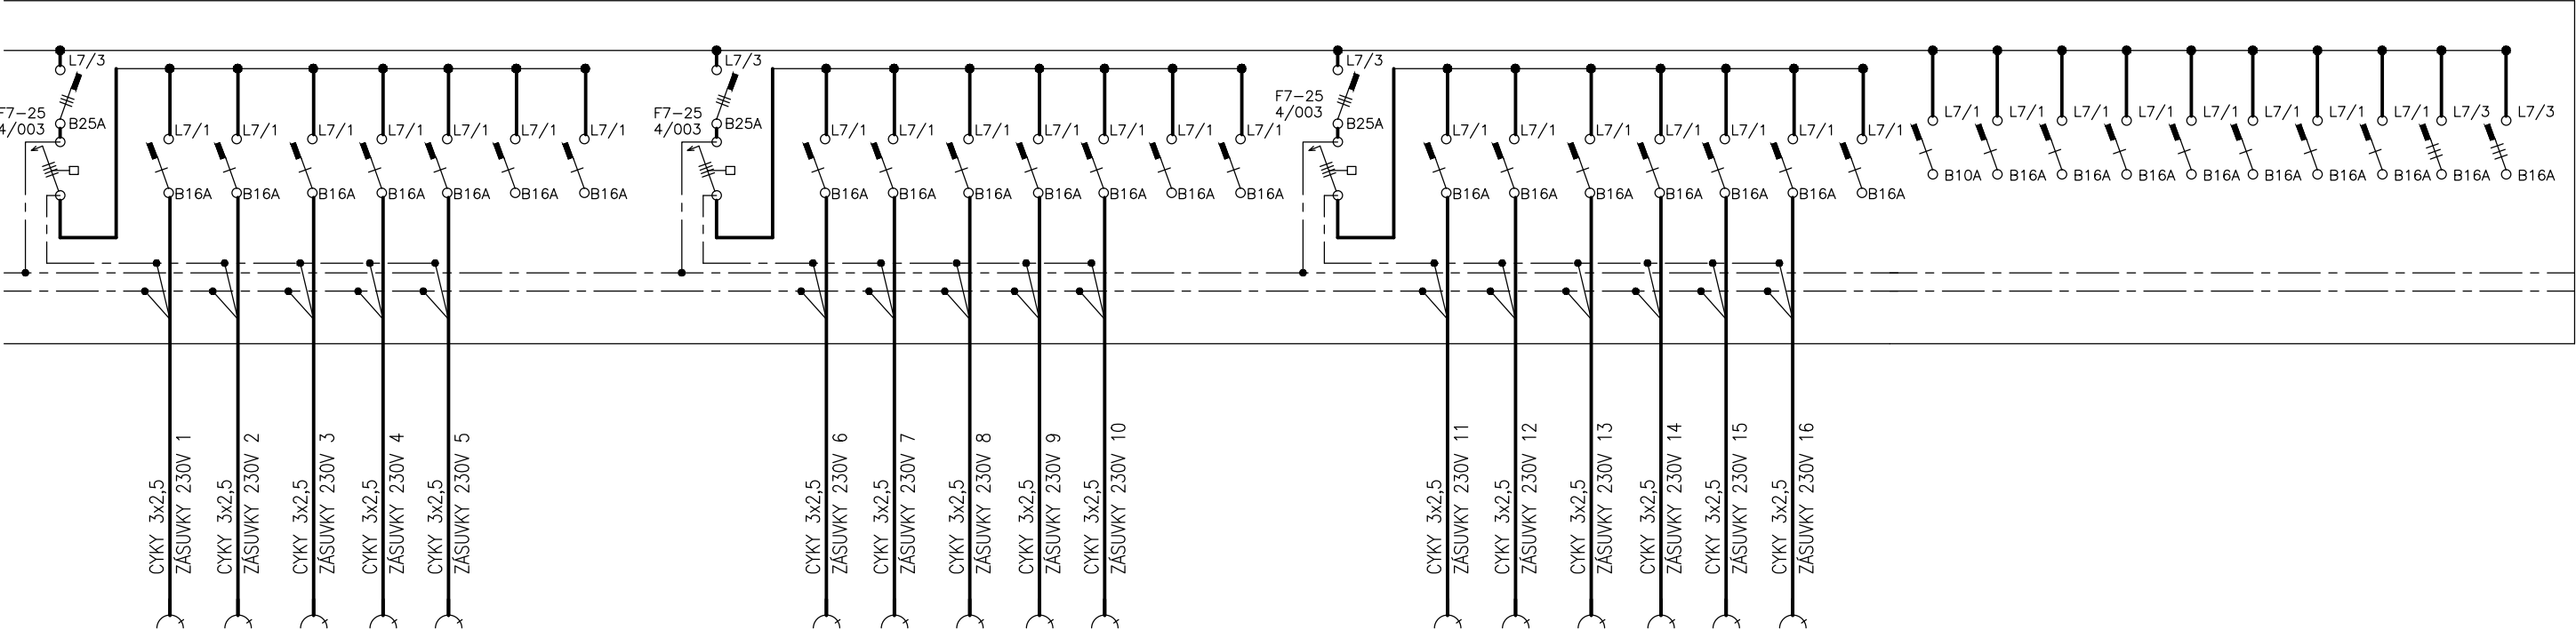 L7/3
F7-25
4/003
B25A
L7/1
L7/1
L7/1
L7/1
L7/1
L7/1
L7/1
B16A
B16A
B16A
B16A
B16A
B16A
B16A
L7/3
F7-25
4/003
B25A
L7/1
L7/1
L7/1
L7/1
L7/1
L7/1
L7/1
B16A
B16A
B16A
B16A
B16A
B16A
B16A
L7/3
F7-25
4/003
B25A
L7/1
L7/1
L7/1
L7/1
L7/1
L7/1
L7/1
B16A
B16A
B16A
B16A
B16A
B16A
B16A
L7/1
L7/1
L7/1
L7/1
L7/1
L7/1
L7/1
L7/1
L7/3
L7/3
B10A
B16A
B16A
B16A
B16A
B16A
B16A
B16A
B16A
B16A
CYKY 3x2,5
ZÁSUVKY 230V 1
CYKY 3x2,5
ZÁSUVKY 230V 2
CYKY 3x2,5
ZÁSUVKY 230V 3
CYKY 3x2,5
ZÁSUVKY 230V 4
CYKY 3x2,5
ZÁSUVKY 230V 5
CYKY 3x2,5
ZÁSUVKY 230V 6
CYKY 3x2,5
ZÁSUVKY 230V 7
CYKY 3x2,5
ZÁSUVKY 230V 8
CYKY 3x2,5
ZÁSUVKY 230V 9
CYKY 3x2,5
ZÁSUVKY 230V 10
CYKY 3x2,5
ZÁSUVKY 230V 11
CYKY 3x2,5
ZÁSUVKY 230V 12
CYKY 3x2,5
ZÁSUVKY 230V 13
CYKY 3x2,5
ZÁSUVKY 230V 14
CYKY 3x2,5
ZÁSUVKY 230V 15
CYKY 3x2,5
ZÁSUVKY 230V 16